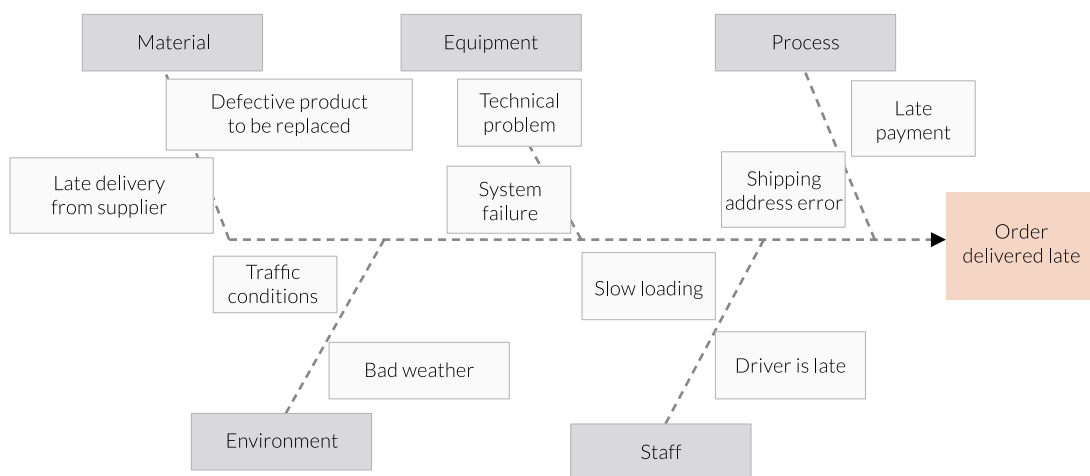 Material
Equipment
Process
Defective product
to be replaced
Technical
problem
Late
payment
Late delivery
from supplier
System
failure
Shipping
address error
Order
delivered late
Traffic
conditions
Slow loading
Bad weather
Driver is late
Environment
Staff